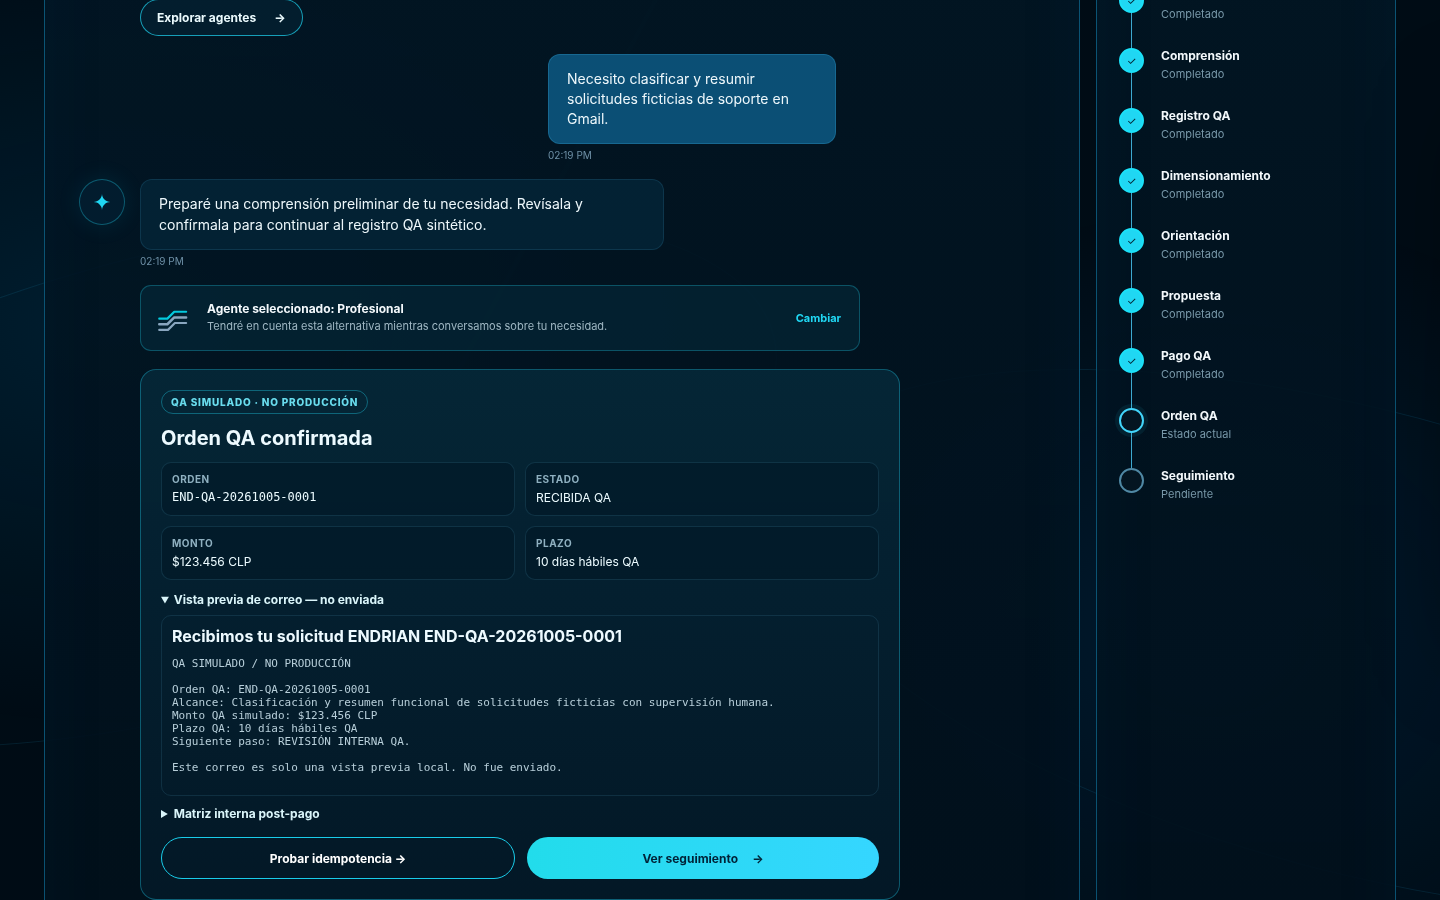 Explorar agentes →
Necesito clasificar y resumir
solicitudes ficticias de soporte en
Gmail.
02:19 PM
Preparé una comprensión preliminar de tu necesidad. Revísala y
confírmala para continuar al registro QA sintético.
02:19 PM
Agente seleccionado: Profesional
Tendré en cuenta esta alternativa mientras conversamos sobre tu necesidad.
Cambiar
QA SIMULADO · NO PRODUCCIÓN
Orden QA confirmada
ORDEN
END-QA-20261005-0001
ESTADO
RECIBIDA QA
MONTO
$123.456 CLP
PLAZO
10 días hábiles QA
▼ Vista previa de correo — no enviada
Recibimos tu solicitud ENDRIAN END-QA-20261005-0001
QA SIMULADO / NO PRODUCCIÓN
Orden QA: END-QA-20261005-0001
Alcance: Clasificación y resumen funcional de solicitudes ficticias con supervisión humana.
Monto QA simulado: $123.456 CLP
Plazo QA: 10 días hábiles QA
Siguiente paso: REVISIÓN INTERNA QA.
Este correo es solo una vista previa local. No fue enviado.
▶ Matriz interna post-pago
Probar idempotencia →
Ver seguimiento →
Completado
Comprensión
Completado
Registro QA
Completado
Dimensionamiento
Completado
Orientación
Completado
Propuesta
Completado
Pago QA
Completado
Orden QA
Estado actual
Seguimiento
Pendiente